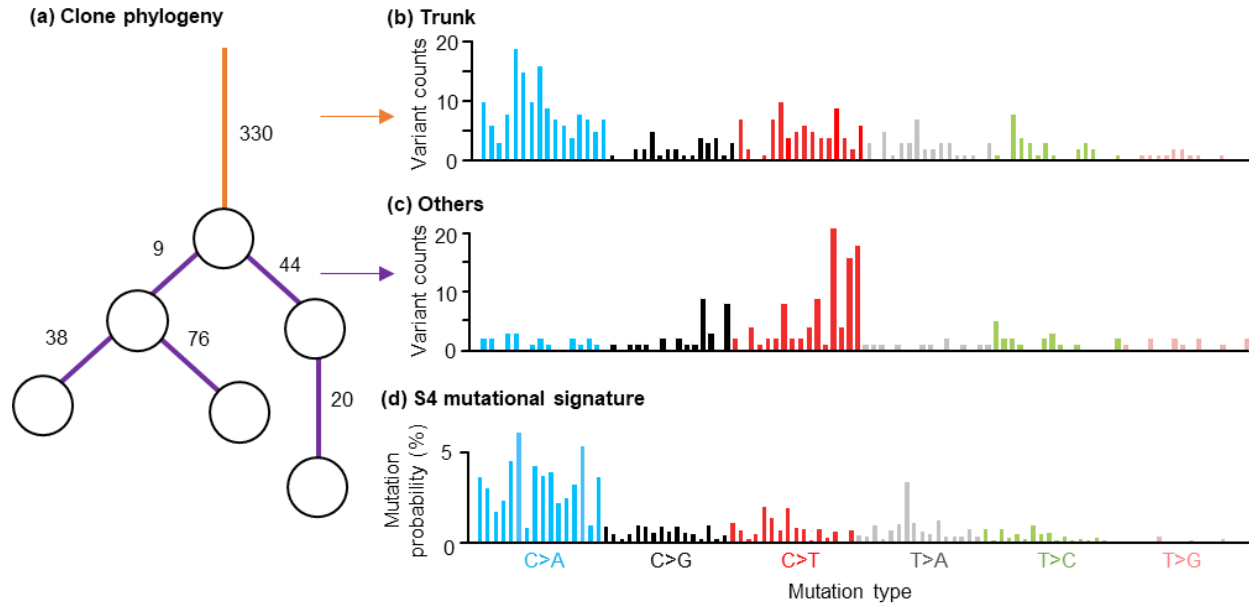 (a) Clone phylogeny
330
9
44
38
76
20
(b) Trunk
Variant counts
20
10
0
(c) Others
Variant counts
20
10
0
(d) S4 mutational signature
Mutation
probability (%)
5
0
C>A
C>G
C>T
T>A
T>C
T>G
Mutation type